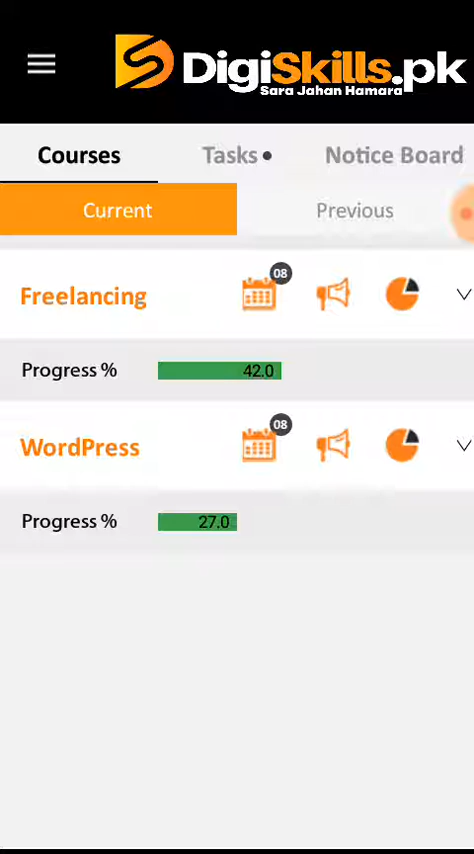 DigiSkills.pk
Sara Jahan Hamara
Courses Tasks Notice Board
Current Previous
Freelancing 08
Progress % 42.0
WordPress 08
Progress % 27.0